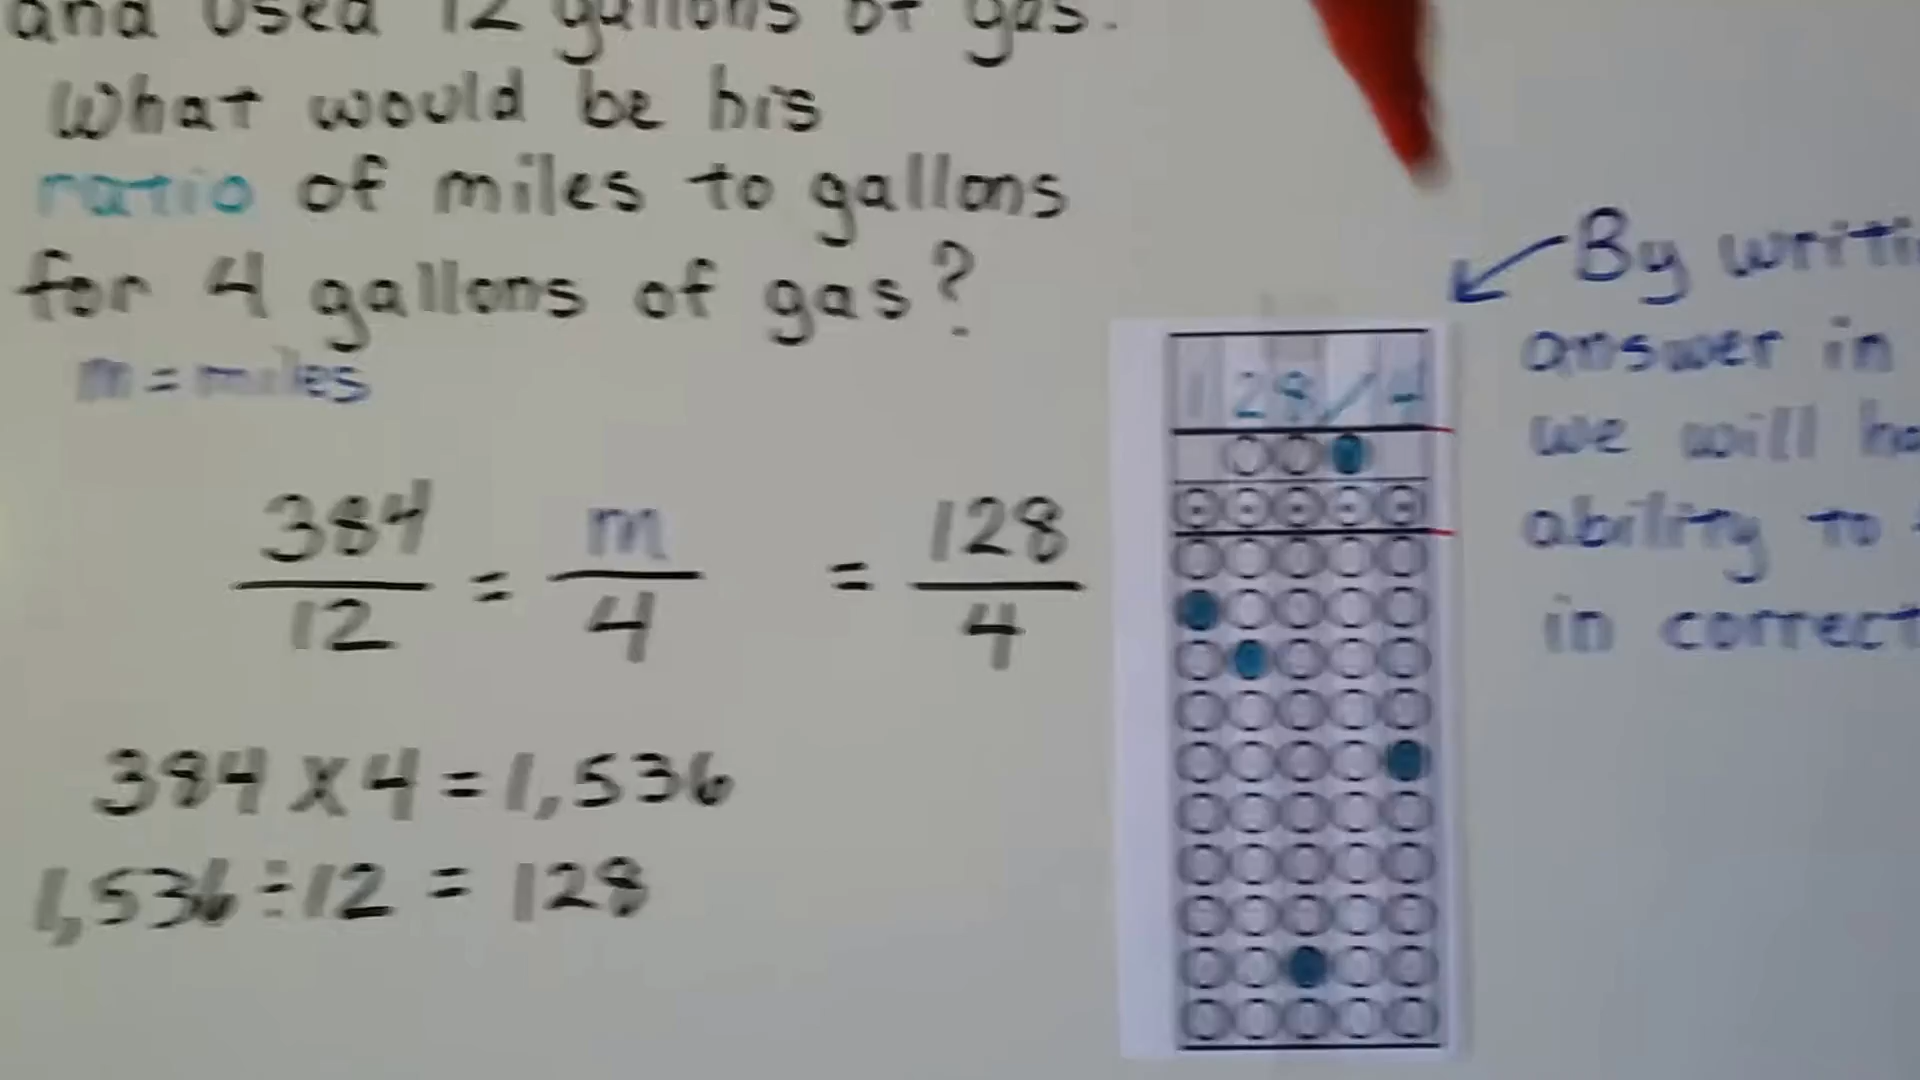 and used 12 gallons of gas.
What would be his
ratio of miles to gallons
for 4 gallons of gas?
m = miles
384/12 = m/4 = 128/4
384 x 4 = 1,536
1,536 ÷ 12 = 128
128/4
By writi
answer in
we will ha
ability to
in correct